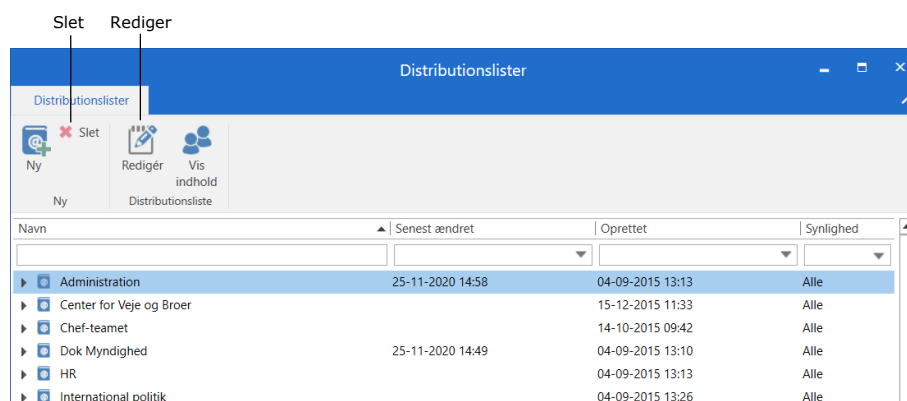 Slet Rediger
Distributionslister
Distributionslister
Slet
Ny Redigér Vis indhold
Ny Distributionsliste
Navn Senest ændret Oprettet Synlighed
Administration 25-11-2020 14:58 04-09-2015 13:13 Alle
Center for Veje og Broer 15-12-2015 11:33 Alle
Chef-teamet 14-10-2015 09:42 Alle
Dok Myndighed 25-11-2020 14:49 04-09-2015 13:10 Alle
HR 04-09-2015 13:13 Alle
International politik 04-09-2015 13:26 Alle